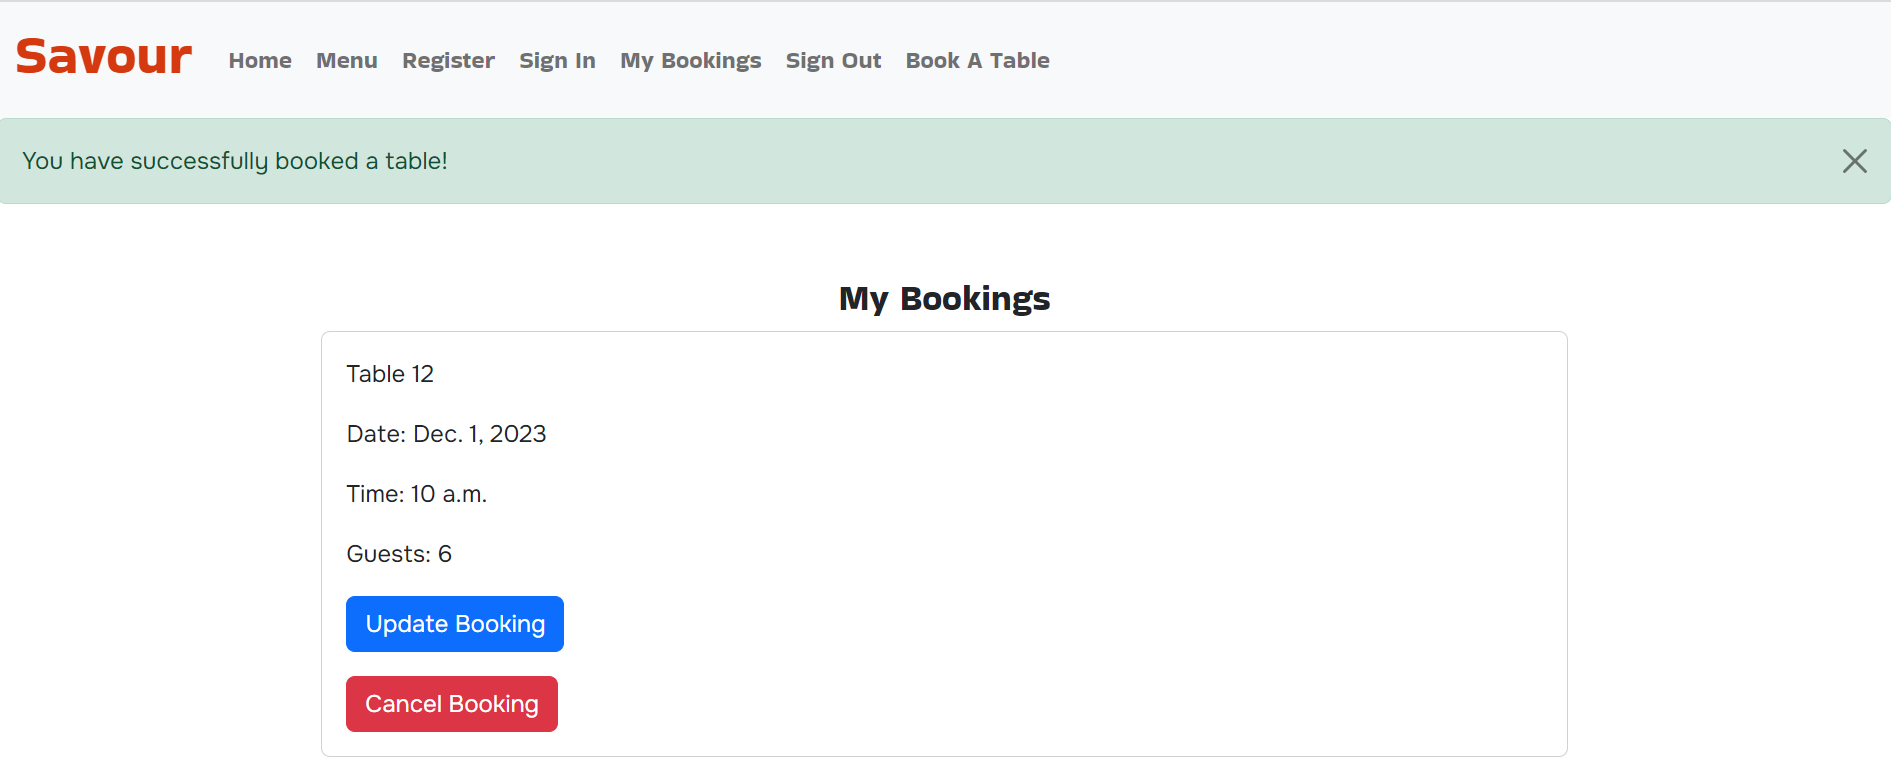 Savour Home Menu Register Sign In My Bookings Sign Out Book A Table
You have successfully booked a table!
My Bookings
Table 12
Date: Dec. 1, 2023
Time: 10 a.m.
Guests: 6
Update Booking
Cancel Booking